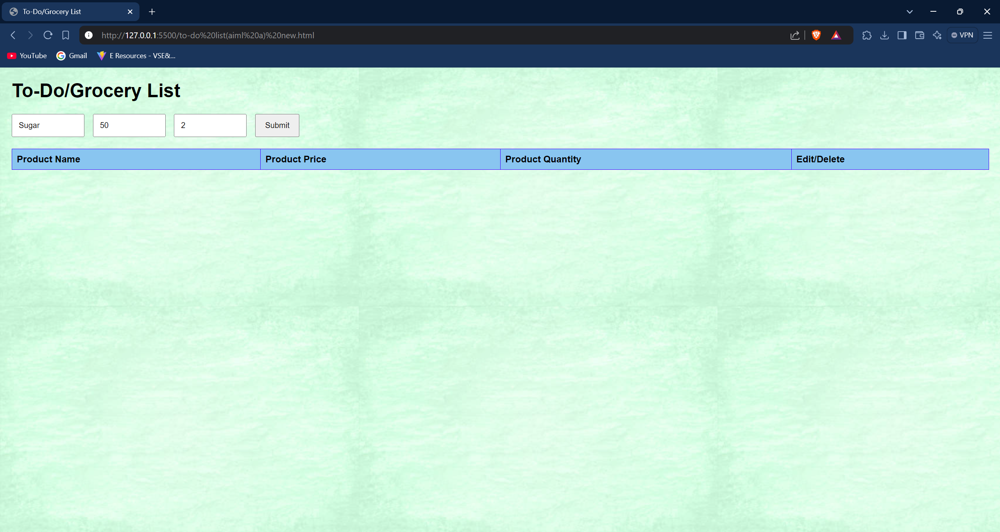 To-Do/Grocery List
http://127.0.0.1:5500/to-do%20list(aiml%20a)%20new.html
VPN
YouTube Gmail E Resources - VSE&...
To-Do/Grocery List
Sugar 50 2 Submit
Product Name Product Price Product Quantity Edit/Delete